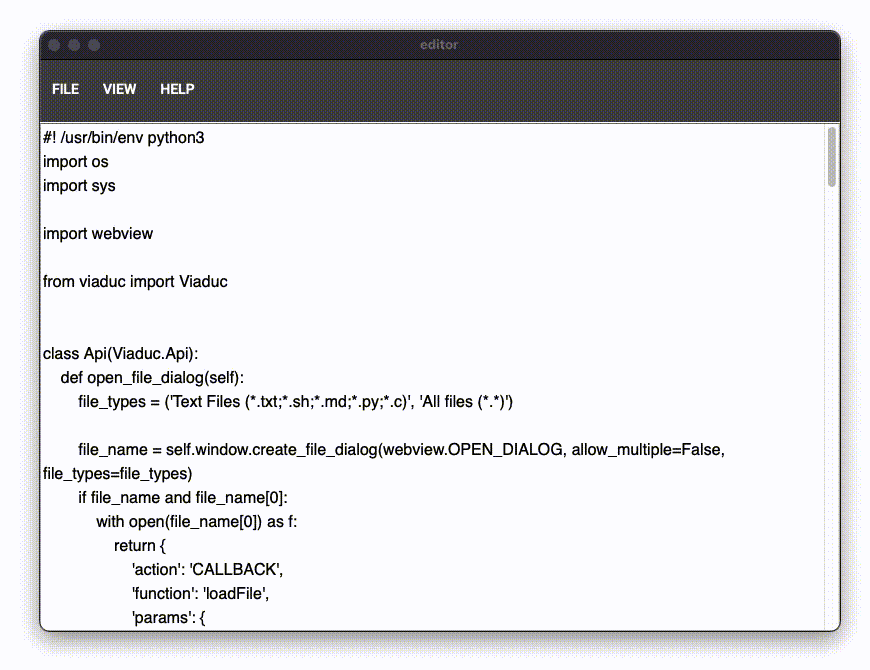 editor
FILE VIEW HELP
#! /usr/bin/env python3
import os
import sys

import webview

from viaduc import Viaduc


class Api(Viaduc.Api):
    def open_file_dialog(self):
        file_types = ('Text Files (*.txt;*.sh;*.md;*.py;*.c)', 'All files (*.*)')

        file_name = self.window.create_file_dialog(webview.OPEN_DIALOG, allow_multiple=False,
file_types=file_types)
        if file_name and file_name[0]:
            with open(file_name[0]) as f:
                return {
                    'action': 'CALLBACK',
                    'function': 'loadFile',
                    'params': {